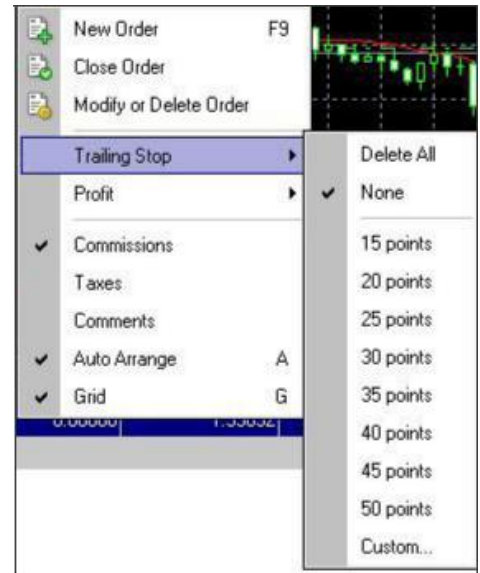 New Order F9
Close Order
Modify or Delete Order
Trailing Stop
Profit
Commissions
Taxes
Comments
Auto Arrange A
Grid G
Delete All
None
15 points
20 points
25 points
30 points
35 points
40 points
45 points
50 points
Custom...